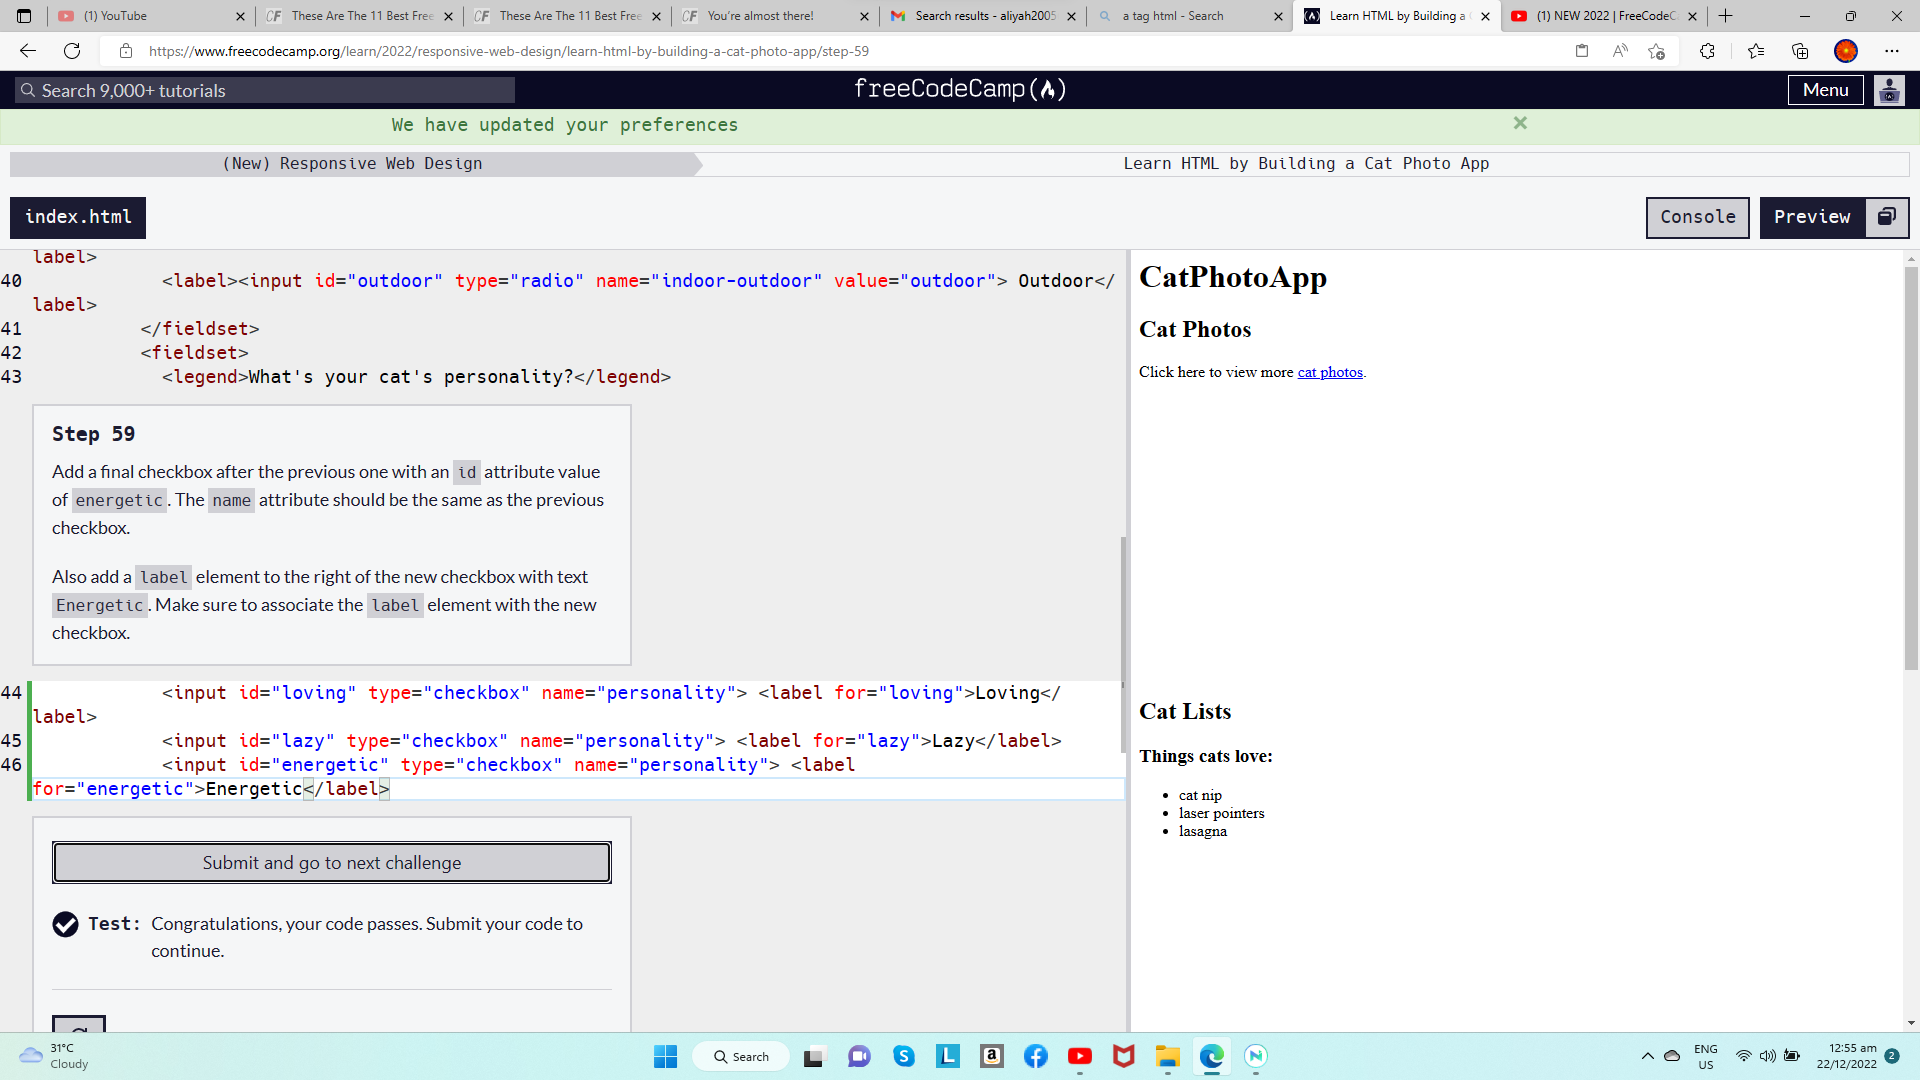 (1) YouTube
These Are The 11 Best Free
These Are The 11 Best Free
You're almost there!
Search results - aliyah2005
a tag html - Search
Learn HTML by Building a
(1) NEW 2022 | FreeCodeC
https://www.freecodecamp.org/learn/2022/responsive-web-design/learn-html-by-building-a-cat-photo-app/step-59
Search 9,000+ tutorials
freeCodeCamp
Menu
We have updated your preferences
(New) Responsive Web Design
Learn HTML by Building a Cat Photo App
index.html
Console
Preview
label>
40 <label><input id="outdoor" type="radio" name="indoor-outdoor" value="outdoor"> Outdoor</
label>
41 </fieldset>
42 <fieldset>
43 <legend>What's your cat's personality?</legend>
Step 59
Add a final checkbox after the previous one with an id attribute value
of energetic. The name attribute should be the same as the previous
checkbox.
Also add a label element to the right of the new checkbox with text
Energetic. Make sure to associate the label element with the new
checkbox.
44 <input id="loving" type="checkbox" name="personality"> <label for="loving">Loving</
label>
45 <input id="lazy" type="checkbox" name="personality"> <label for="lazy">Lazy</label>
46 <input id="energetic" type="checkbox" name="personality"> <label
for="energetic">Energetic</label>
Submit and go to next challenge
Test: Congratulations, your code passes. Submit your code to
continue.
CatPhotoApp
Cat Photos
Click here to view more cat photos.
Cat Lists
Things cats love:
cat nip
laser pointers
lasagna
31°C
Cloudy
Search
ENG
US
12:55 am
22/12/2022
2